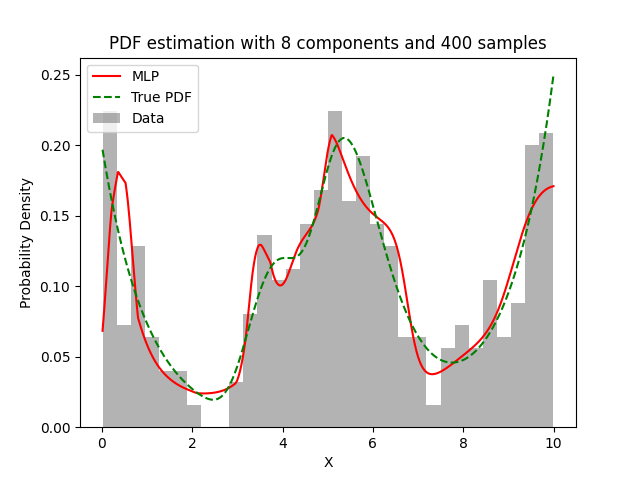 PDF estimation with 8 components and 400 samples
MLP
True PDF
Data
Probability Density
0.25
0.20
0.15
0.10
0.05
0.00
0
2
4
6
8
10
X